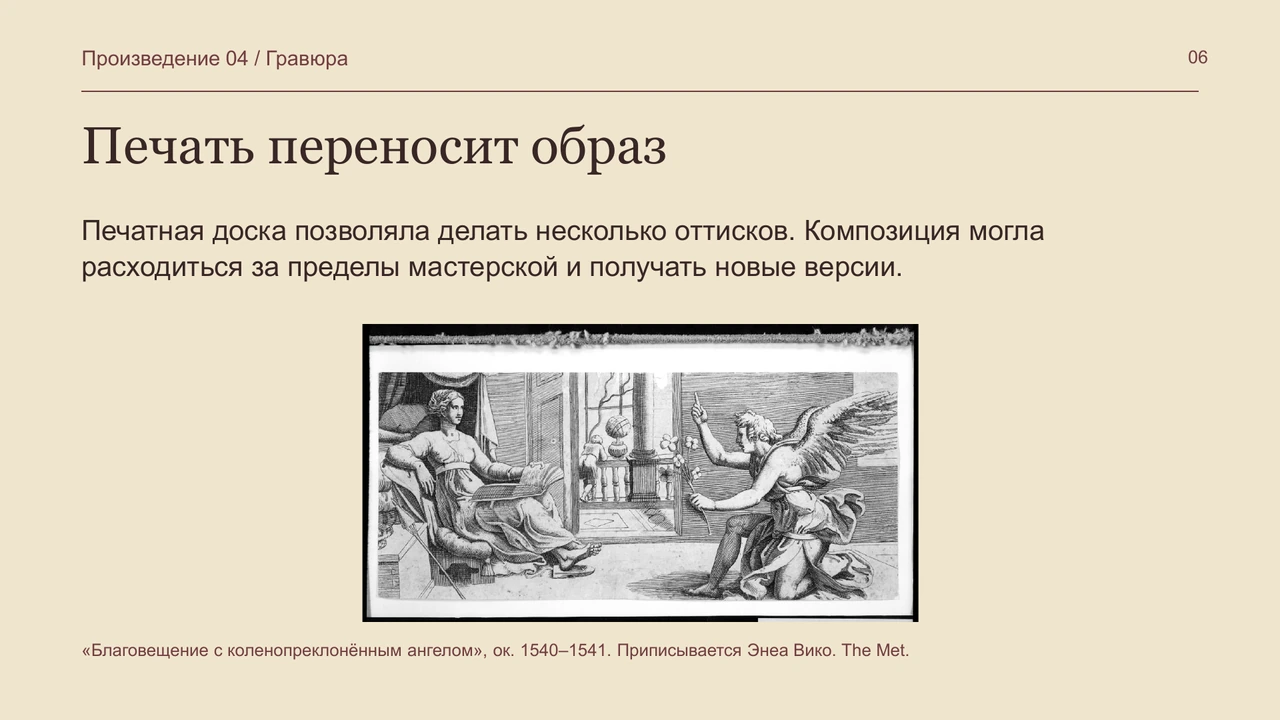 Произведение 04 / Гравюра
06
Печать переносит образ
Печатная доска позволяла делать несколько оттисков. Композиция могла
расходиться за пределы мастерской и получать новые версии.
«Благовещение с коленопреклонённым ангелом», ок. 1540–1541. Приписывается Энеа Вико. The Met.